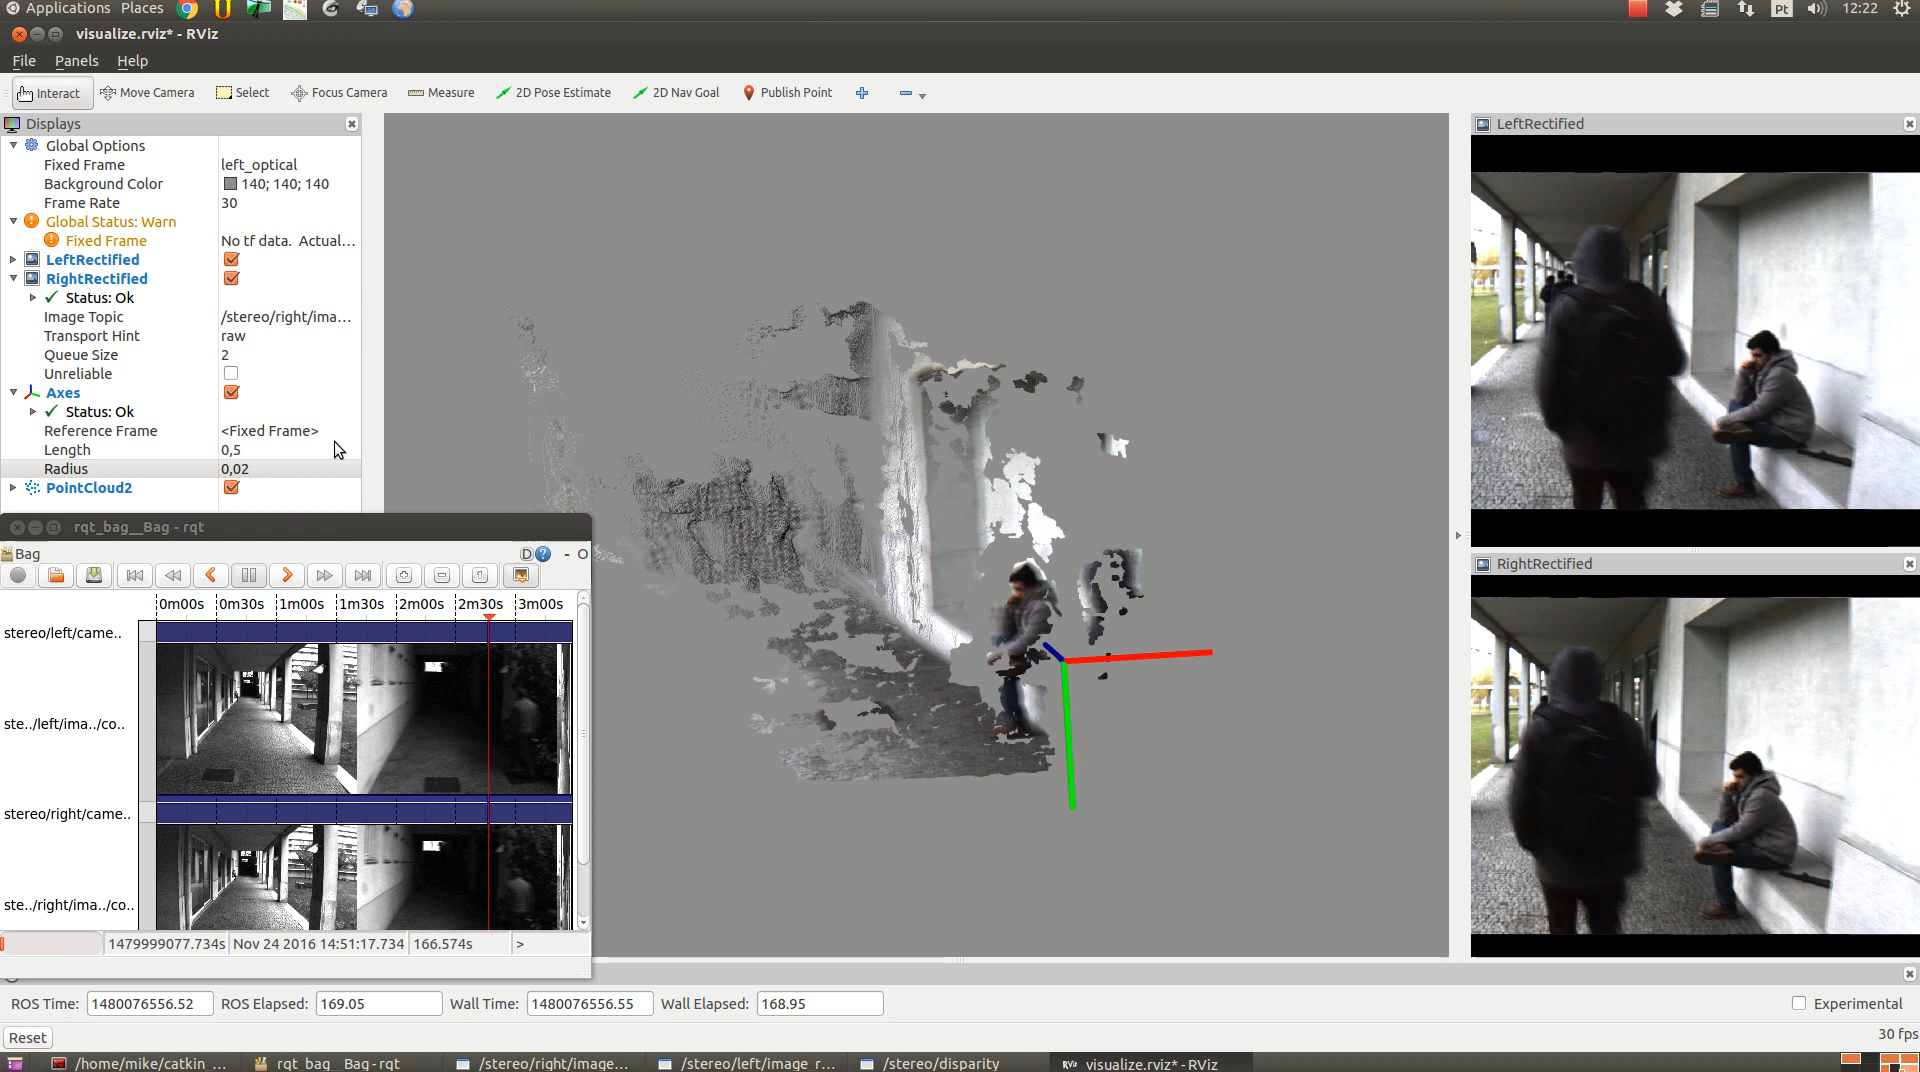 Applications Places Pt 12:22
visualize.rviz* - RViz
File Panels Help
Interact Move Camera Select Focus Camera Measure 2D Pose Estimate 2D Nav Goal Publish Point
Displays
Global Options
Fixed Frame left_optical
Background Color 140; 140; 140
Frame Rate 30
Global Status: Warn
Fixed Frame No tf data. Actual...
LeftRectified
RightRectified
Status: Ok
Image Topic /stereo/right/ima...
Transport Hint raw
Queue Size 2
Unreliable
Axes
Status: Ok
Reference Frame <Fixed Frame>
Length 0,5
Radius 0,02
PointCloud2
LeftRectified
RightRectified
rqt_bag__Bag - rqt
Bag D ? - O
0m00s 0m30s 1m00s 1m30s 2m00s 2m30s 3m00s
stereo/left/came..
ste../left/ima../co..
stereo/right/came..
ste../right/ima../co..
1479999077.734s Nov 24 2016 14:51:17.734 166.574s >
ROS Time: 1480076556.52 ROS Elapsed: 169.05 Wall Time: 1480076556.55 Wall Elapsed: 168.95 Experimental
Reset 30 fps
/home/mike/catkin_... rqt_bag__Bag - rqt /stereo/right/image... /stereo/left/image_r... /stereo/disparity RViz visualize.rviz* - RViz